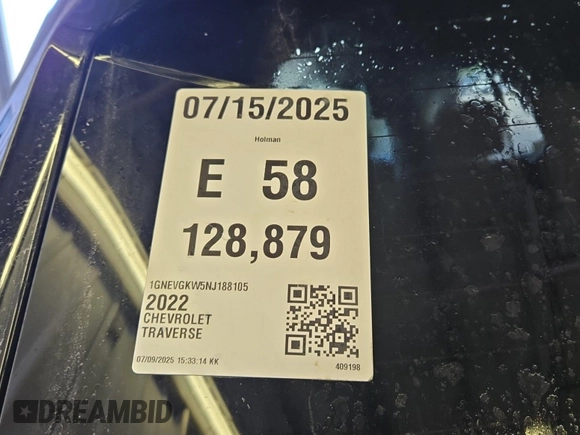 07/15/2025
Holman
E 58
128,879
1GNEVGKW5NJ188105
2022
CHEVROLET
TRAVERSE
07/09/2025 15:33:14 KK
409198
DREAMBID